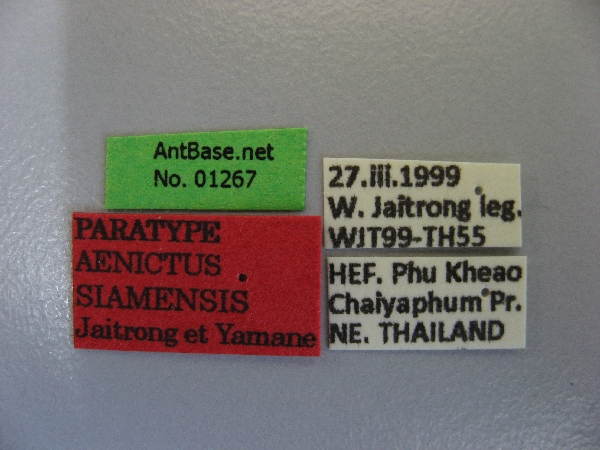 AntBase.net
No. 01267
PARATYPE
AENICTUS
SIAMENSIS
Jaitrong et Yamane
27.iii.1999
W. Jaitrong leg.
WJT99-TH55
HEF. Phu Kheao
Chaiyaphum Pr.
NE. THAILAND